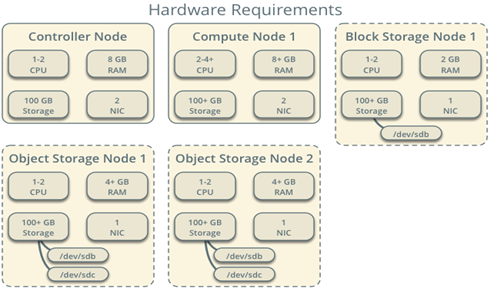 Hardware Requirements
Controller Node
1-2
CPU
8 GB
RAM
100 GB
Storage
2
NIC
Compute Node 1
2-4+
CPU
8+ GB
RAM
100+ GB
Storage
2
NIC
Block Storage Node 1
1-2
CPU
2 GB
RAM
100+ GB
Storage
1
NIC
/dev/sdb
Object Storage Node 1
1-2
CPU
4+ GB
RAM
100+ GB
Storage
1
NIC
/dev/sdb
/dev/sdc
Object Storage Node 2
1-2
CPU
4+ GB
RAM
100+ GB
Storage
1
NIC
/dev/sdb
/dev/sdc